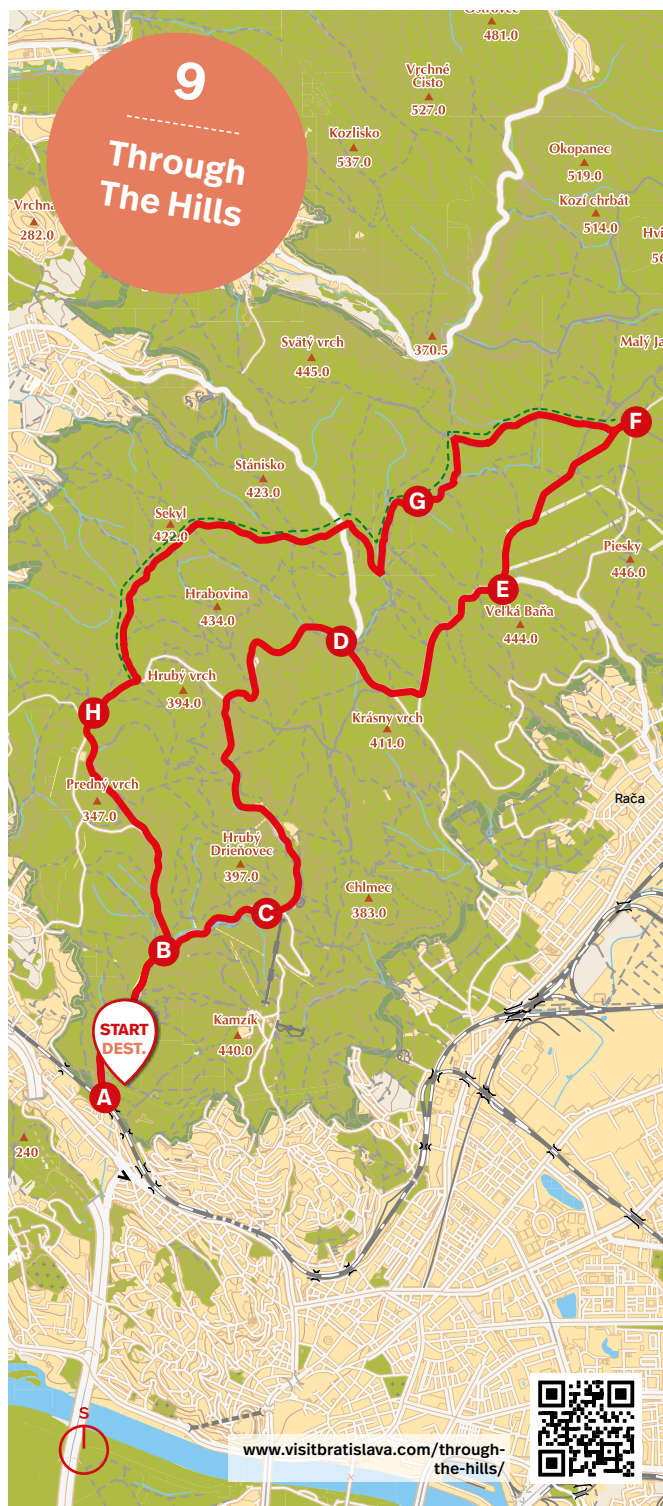 481.0
9
Through
The Hills
Vrchné
Čisto
527.0
Kozlisko
537.0
Okopanec
519.0
Kozí chrbát
514.0
282.0
370.5
Svätý vrch
445.0
F
Stánisko
423.0
G
Sekyl
422.0
Piesky
446.0
E
Veľká Baňa
444.0
Hrabovina
434.0
D
Hrubý vrch
394.0
H
Krásny vrch
411.0
Predný vrch
347.0
Rača
Hrubý
Drieňovec
397.0
Chlmec
383.0
C
B
START
DEST.
Kamzík
440.0
A
240
S
www.visitbratislava.com/through-
the-hills/